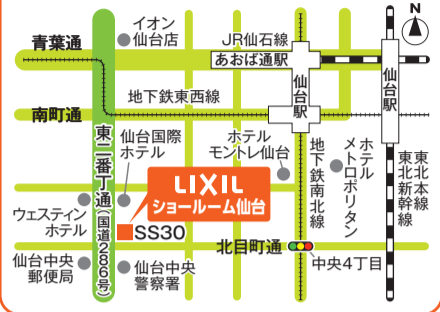 イオン
仙台店
青葉通
JR仙石線
あおば通駅
N
仙台駅
仙台駅
地下鉄東西線
南町通
東二番丁通(国道286号)
仙台国際
ホテル
ホテル
モントレ仙台
地下鉄南北線
ホテル
メトロポリタン
東北本線
東北新幹線
LIXIL
ショールーム仙台
ウェスティン
ホテル
SS30
北目町通
中央4丁目
仙台中央
郵便局
仙台中央
警察署